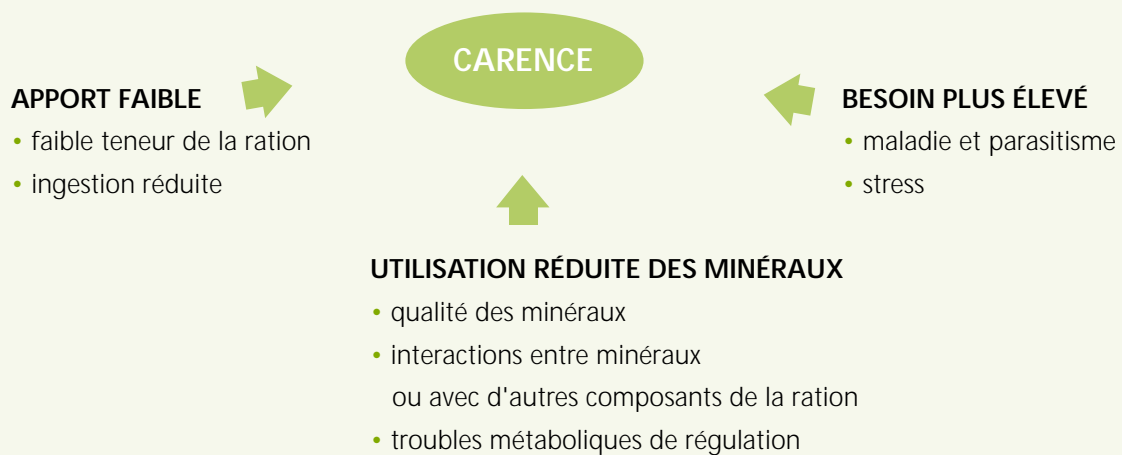 CARENCE
APPORT FAIBLE
• faible teneur de la ration
• ingestion réduite
BESOIN PLUS ÉLEVÉ
• maladie et parasitisme
• stress
UTILISATION RÉDUITE DES MINÉRAUX
• qualité des minéraux
• interactions entre minéraux
ou avec d'autres composants de la ration
• troubles métaboliques de régulation